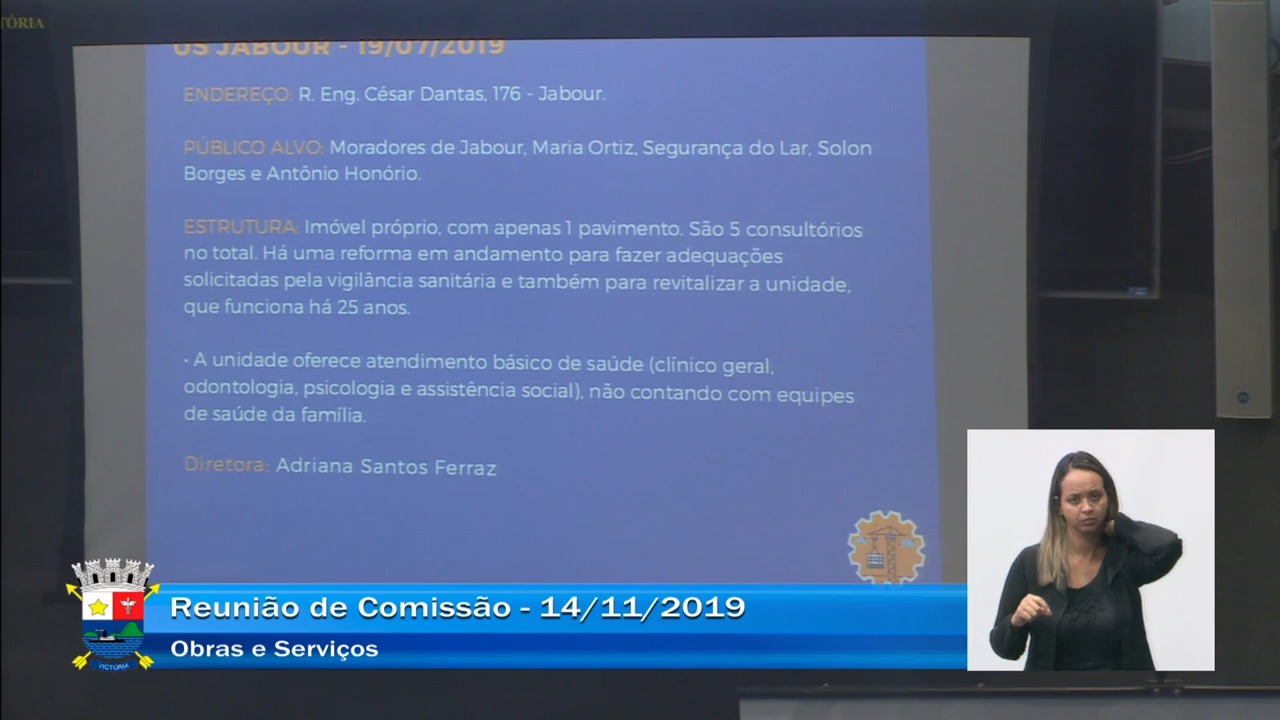 TÓRIA
US JABOUR - 19/07/2019
ENDEREÇO: R. Eng. César Dantas, 176 - Jabour.
PÚBLICO ALVO: Moradores de Jabour, Maria Ortiz, Segurança do Lar, Solon
Borges e Antônio Honório.
ESTRUTURA: Imóvel próprio, com apenas 1 pavimento. São 5 consultórios
no total. Há uma reforma em andamento para fazer adequações
solicitadas pela vigilância sanitária e também para revitalizar a unidade,
que funciona há 25 anos.
• A unidade oferece atendimento básico de saúde (clínico geral,
odontologia, psicologia e assistência social), não contando com equipes
de saúde da família.
Diretora: Adriana Santos Ferraz
Reunião de Comissão - 14/11/2019
Obras e Serviços
VICTORIA